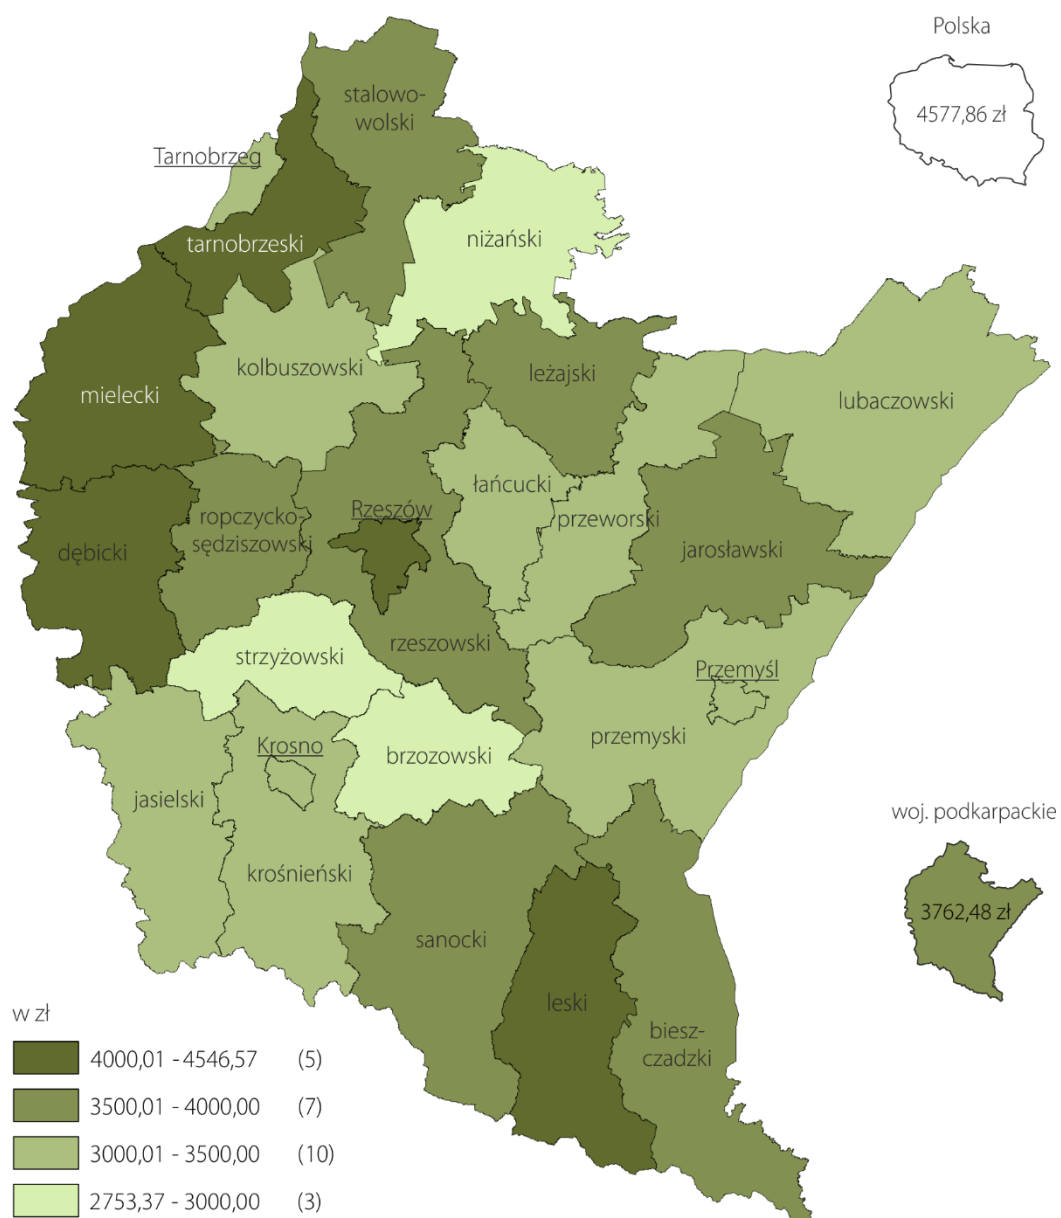 Polska
4577,86 zł
stalowo-
wolski
Tarnobrzeg
tarnobrzeski
niżański
kolbuszowski
leżajski
mielecki
lubaczowski
łańcucki
ropczycko-
sędziszowski
Rzeszów
przeworski
dębicki
jarosławski
strzyżowski
rzeszowski
Przemyśl
przemyski
Krosno
brzozowski
jasielski
krośnieński
woj. podkarpackie
3762,48 zł
sanocki
leski
biesz-
czadzki
w zł
4000,01 - 4546,57 (5)
3500,01 - 4000,00 (7)
3000,01 - 3500,00 (10)
2753,37 - 3000,00 (3)